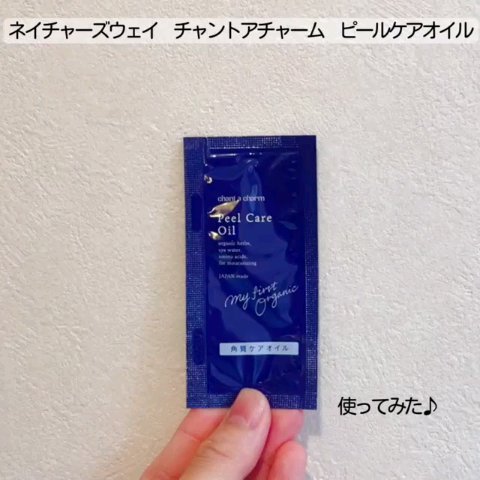 ネイチャーズウェイ　チャントアチャーム　ピールケアオイル
chant a charm
Peel Care
Oil
organic herbs,
spa water,
amino acids,
for moisturizing
JAPAN made
My first
Organic
角質ケアオイル
使ってみた♪